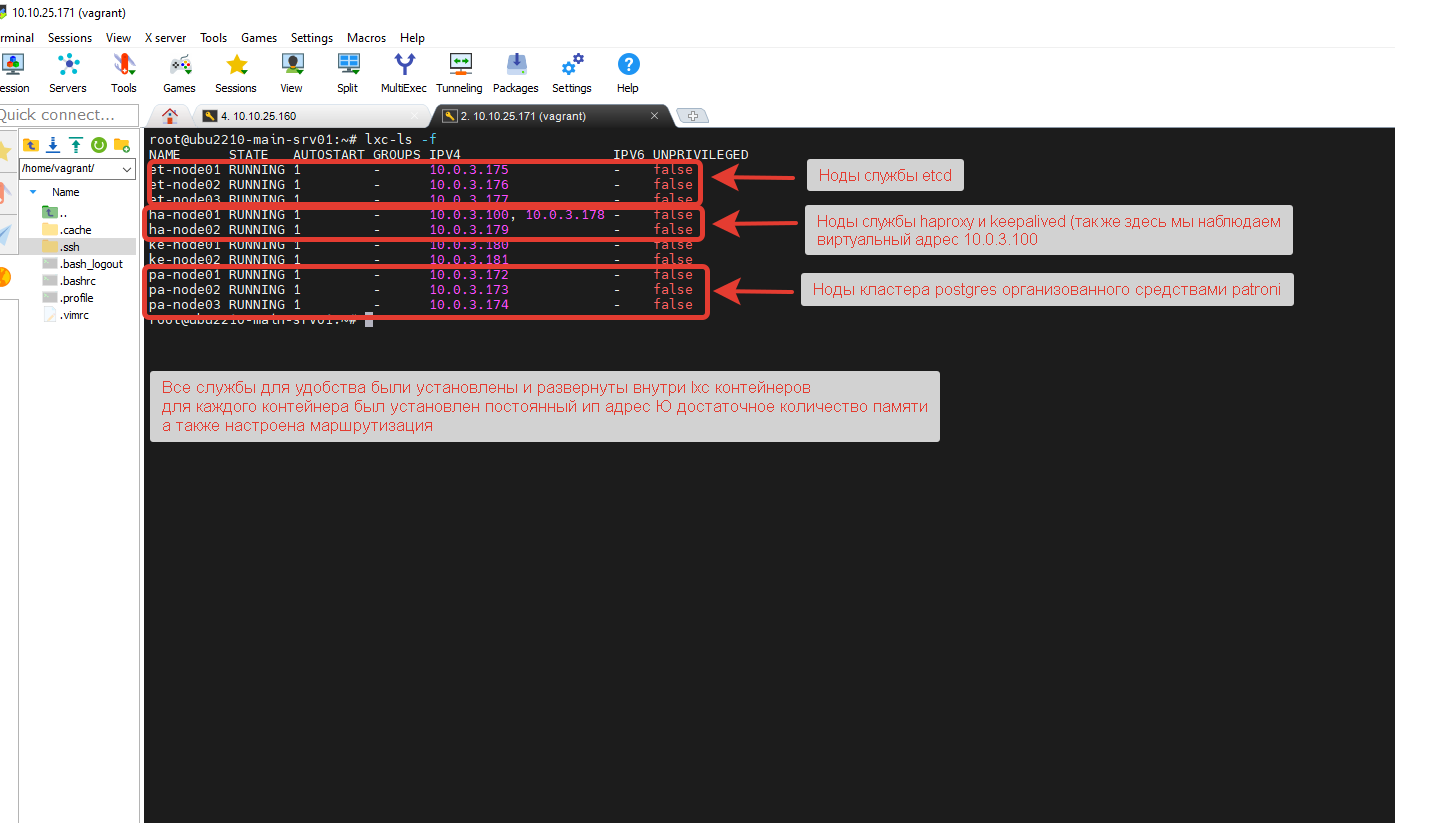 10.10.25.171 (vagrant)
rminal Sessions View X server Tools Games Settings Macros Help
ession Servers Tools Games Sessions View Split MultiExec Tunneling Packages Settings Help
Quick connect...
4. 10.10.25.160
2. 10.10.25.171 (vagrant)
/home/vagrant/
Name
..
.cache
.ssh
.bash_logout
.bashrc
.profile
.vimrc
root@ubu2210-main-srv01:~# lxc-ls -f
NAME STATE AUTOSTART GROUPS IPV4 IPV6 UNPRIVILEGED
et-node01 RUNNING 1 - 10.0.3.175 - false
et-node02 RUNNING 1 - 10.0.3.176 - false
et-node03 RUNNING 1 - 10.0.3.177 - false
ha-node01 RUNNING 1 - 10.0.3.100, 10.0.3.178 - false
ha-node02 RUNNING 1 - 10.0.3.179 - false
ke-node01 RUNNING 1 - 10.0.3.180 - false
ke-node02 RUNNING 1 - 10.0.3.181 - false
pa-node01 RUNNING 1 - 10.0.3.172 - false
pa-node02 RUNNING 1 - 10.0.3.173 - false
pa-node03 RUNNING 1 - 10.0.3.174 - false
root@ubu2210-main-srv01:~#
Ноды службы etcd
Ноды службы haproxy и keepalived (так же здесь мы наблюдаем
виртуальный адрес 10.0.3.100
Ноды кластера postgres организованного средствами patroni
Все службы для удобства были установлены и развернуты внутри lxc контейнеров
для каждого контейнера был установлен постоянный ип адрес Ю достаточное количество памяти
а также настроена маршрутизация